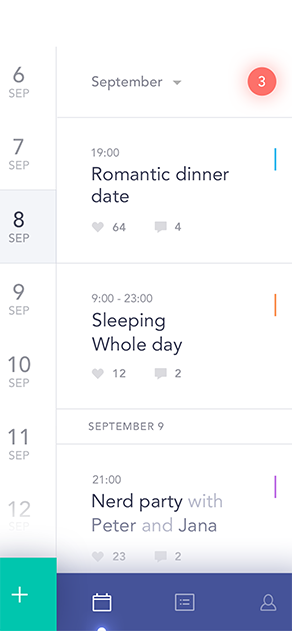 6
SEP
7
SEP
8
SEP
9
SEP
10
SEP
11
SEP
12
SEP
+
September
3
19:00
Romantic dinner
date
64 4
9:00 - 23:00
Sleeping
Whole day
12 2
SEPTEMBER 9
21:00
Nerd party with
Peter and Jana
23 2